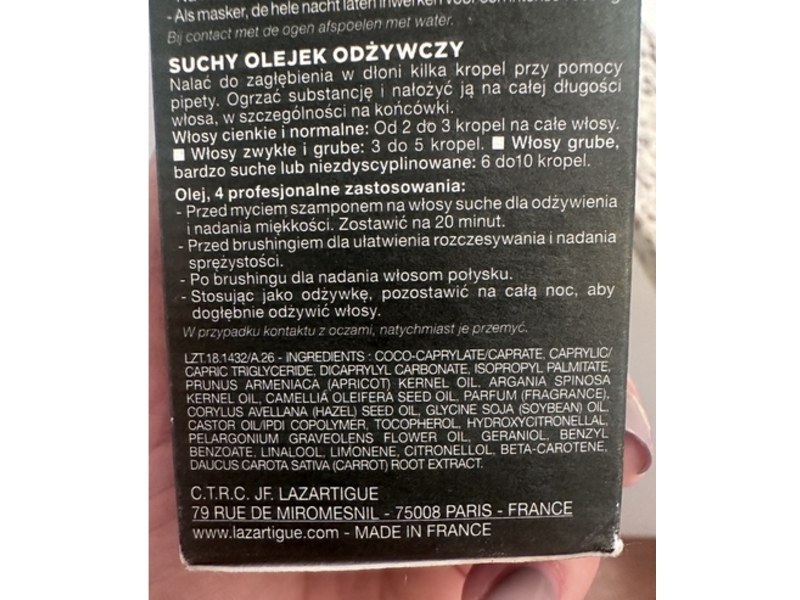 - Als masker, de hele nacht laten inwerken voor
Bij contact met de ogen afspoelen met water.
SUCHY OLEJEK ODŻYWCZY
Nalać do zagłębienia w dłoni kilka kropel przy pomocy
pipety. Ogrzać substancję i nałożyć ją na całej długości
włosa, w szczególności na końcówki.
Włosy cienkie i normalne: Od 2 do 3 kropel na całe włosy.
■ Włosy zwykłe i grube: 3 do 5 kropel. ■ Włosy grube,
bardzo suche lub niezdyscyplinowane: 6 do10 kropel.
Olej, 4 profesjonalne zastosowania:
- Przed myciem szamponem na włosy suche dla odżywienia
i nadania miękkości. Zostawić na 20 minut.
- Przed brushingiem dla ułatwienia rozczesywania i nadania
sprężystości.
- Po brushingu dla nadania włosom połysku.
- Stosując jako odżywkę, pozostawić na całą noc, aby
dogłębnie odżywić włosy.
W przypadku kontaktu z oczami, natychmiast je przemyć.
LZT.18.1432/A.26 - INGREDIENTS : COCO-CAPRYLATE/CAPRATE, CAPRYLIC/
CAPRIC TRIGLYCERIDE, DICAPRYLYL CARBONATE, ISOPROPYL PALMITATE,
PRUNUS ARMENIACA (APRICOT) KERNEL OIL, ARGANIA SPINOSA
KERNEL OIL, CAMELLIA OLEIFERA SEED OIL, PARFUM (FRAGRANCE),
CORYLUS AVELLANA (HAZEL) SEED OIL, GLYCINE SOJA (SOYBEAN) OIL,
CASTOR OIL/IPDI COPOLYMER, TOCOPHEROL, HYDROXYCITRONELLAL,
PELARGONIUM GRAVEOLENS FLOWER OIL, GERANIOL, BENZYL
BENZOATE, LINALOOL, LIMONENE, CITRONELLOL, BETA-CAROTENE,
DAUCUS CAROTA SATIVA (CARROT) ROOT EXTRACT.
C.T.R.C. JF. LAZARTIGUE
79 RUE DE MIROMESNIL - 75008 PARIS - FRANCE
www.lazartigue.com - MADE IN FRANCE